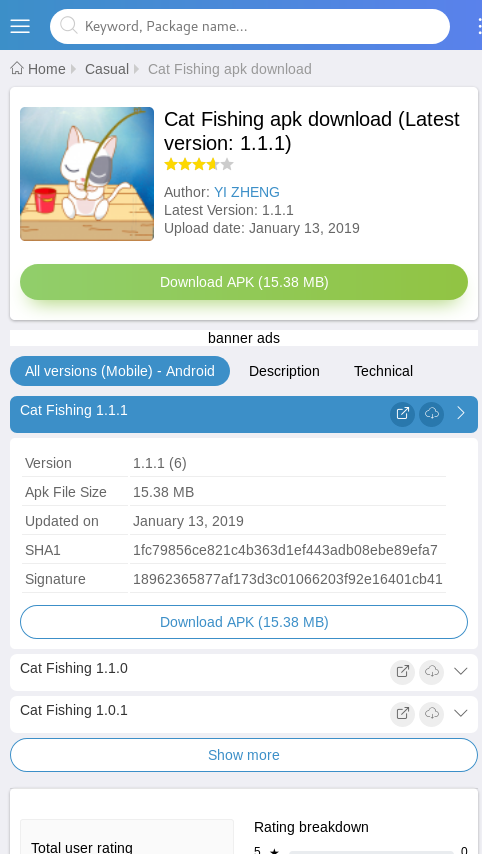 Keyword, Package name...
Home Casual Cat Fishing apk download
Cat Fishing apk download (Latest
version: 1.1.1)
Author: YI ZHENG
Latest Version: 1.1.1
Upload date: January 13, 2019
Download APK (15.38 MB)
banner ads
All versions (Mobile) - Android Description Technical
Cat Fishing 1.1.1
Version 1.1.1 (6)
Apk File Size 15.38 MB
Updated on January 13, 2019
SHA1 1fc79856ce821c4b363d1ef443adb08ebe89efa7
Signature 18962365877af173d3c01066203f92e16401cb41
Download APK (15.38 MB)
Cat Fishing 1.1.0
Cat Fishing 1.0.1
Show more
Rating breakdown
Total user rating
5 ★ 0